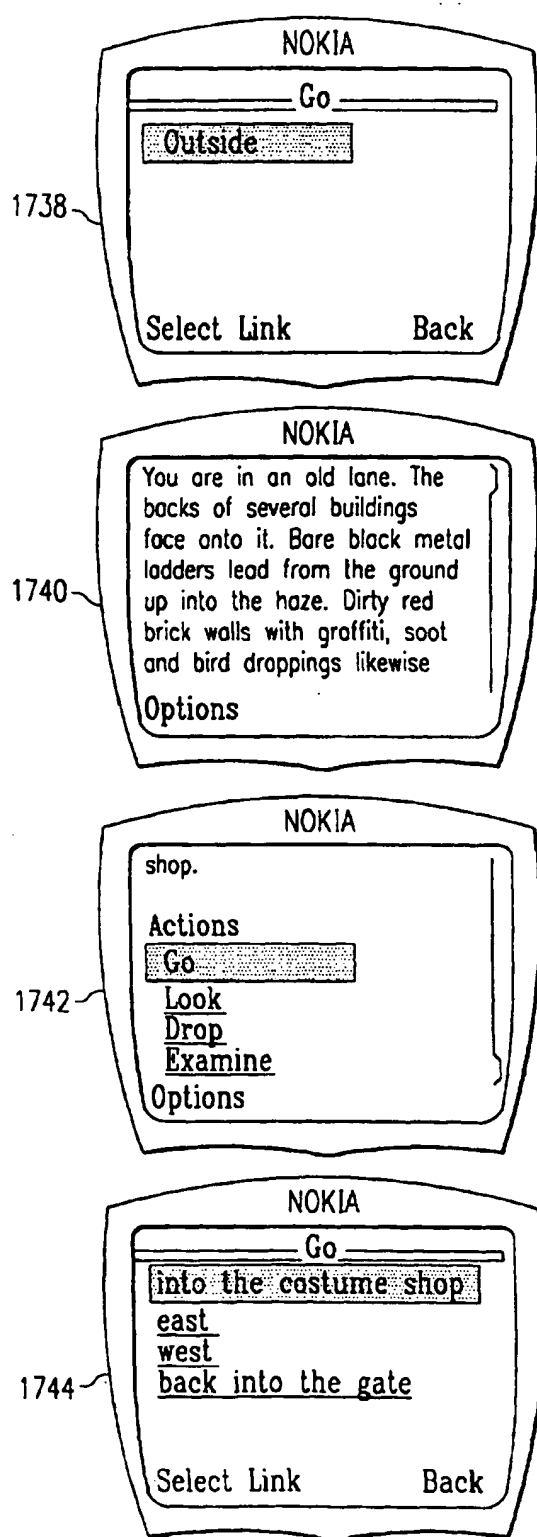 NOKIA
Go
Outside
1738
Select Link Back
NOKIA
You are in an old lane. The
backs of several buildings
face onto it. Bare black metal
ladders lead from the ground
1740
up into the haze. Dirty red
brick walls with graffiti, soot
and bird droppings likewise
Options
NOKIA
shop.
Actions
Go
1742
Look
Drop
Examine
Options
NOKIA
Go
into the costume shop
east
west
1744
back into the gate
Select Link Back